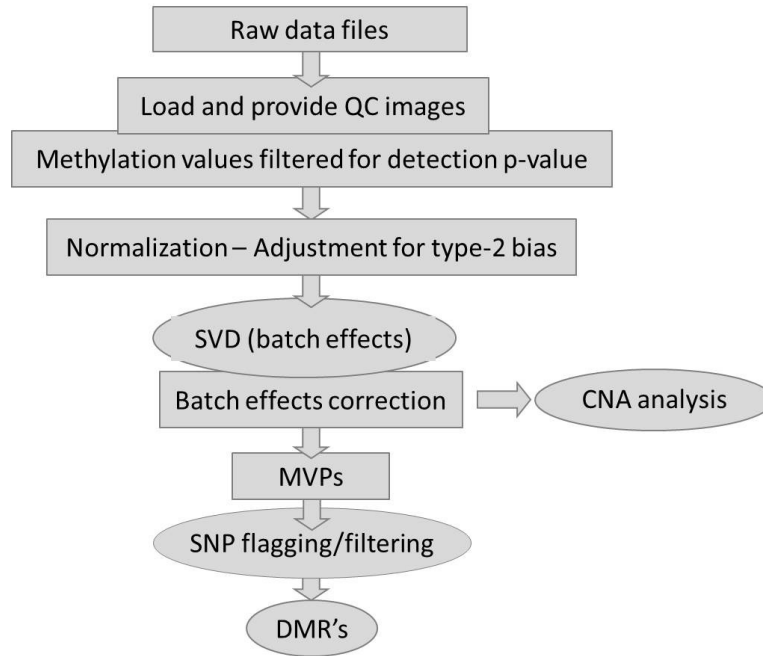 Raw data files
Load and provide QC images
Methylation values filtered for detection p-value
Normalization – Adjustment for type-2 bias
SVD (batch effects)
Batch effects correction
CNA analysis
MVPs
SNP flagging/filtering
DMR's